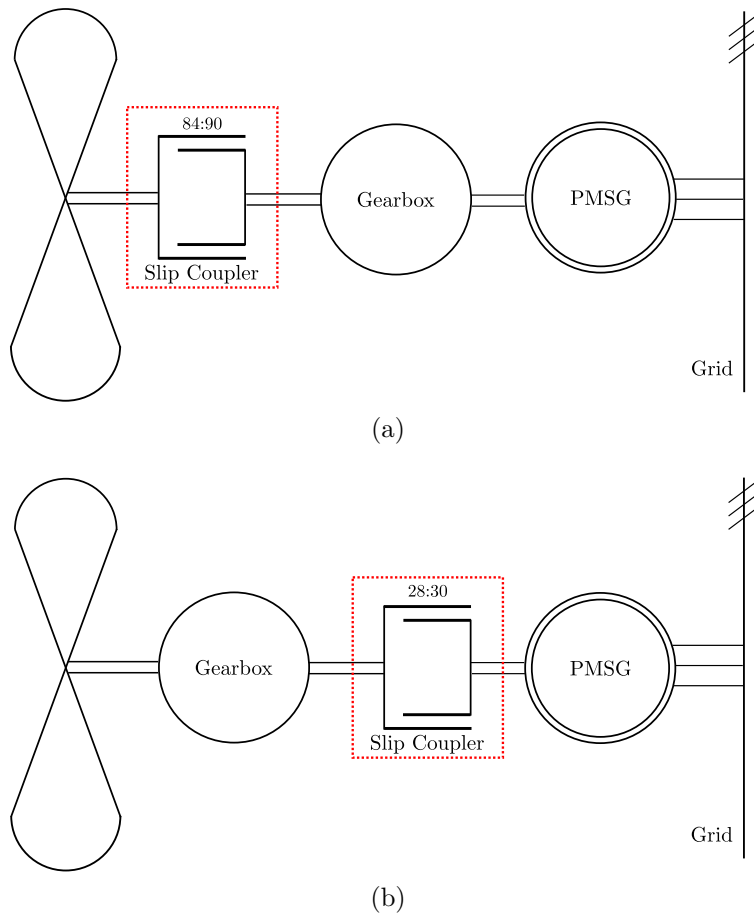 84:90
Gearbox
PMSG
Slip Coupler
Grid
(a)
28:30
Gearbox
PMSG
Slip Coupler
Grid
(b)